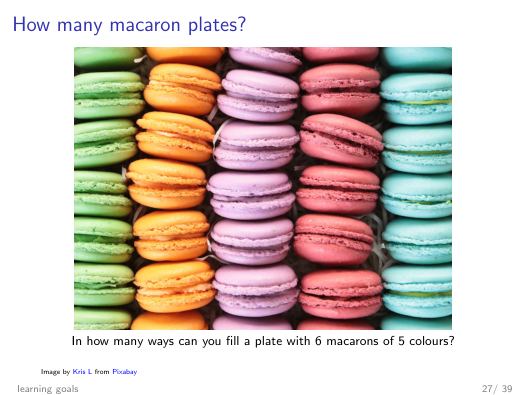 How many macaron plates?
In how many ways can you fill a plate with 6 macarons of 5 colours?
Image by Kris L from Pixabay
learning goals
27/ 39